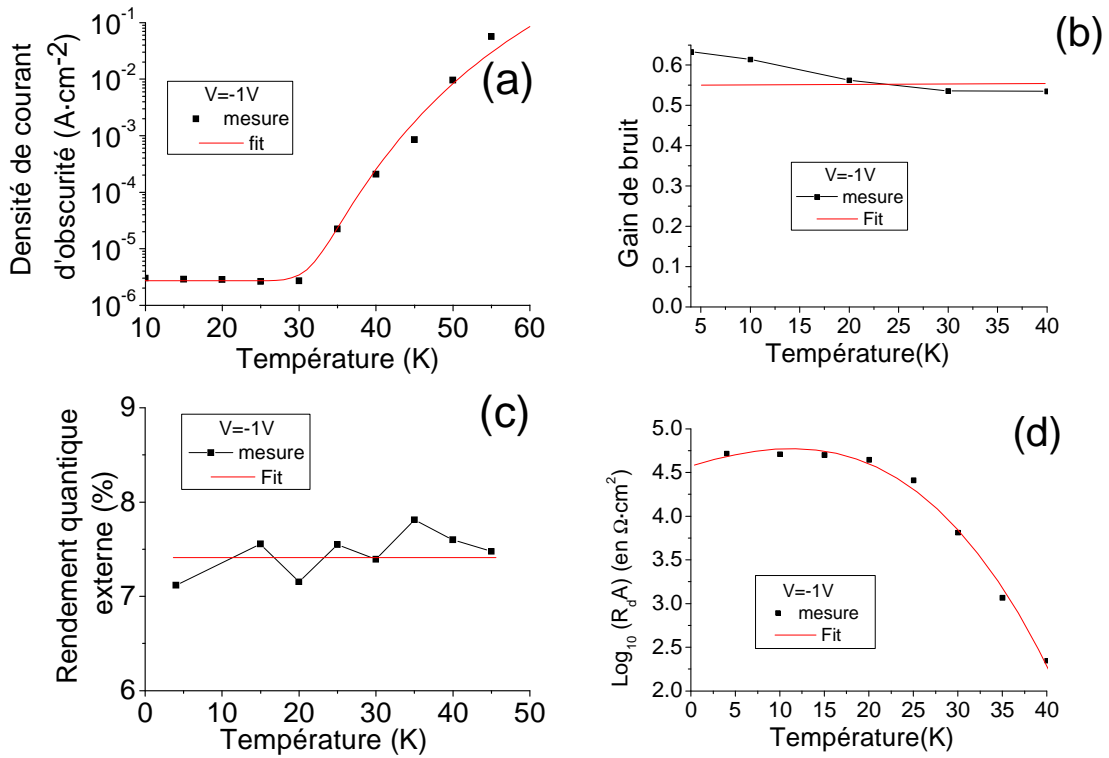 (a)
Densité de courant
d'obscurité (A·cm-2)
10-1
10-2
10-3
10-4
10-5
10-6
V=-1V
mesure
fit
10 20 30 40 50 60
Température (K)
(b)
Gain de bruit
0.6
0.5
0.4
0.3
0.2
0.1
0.0
V=-1V
mesure
Fit
5 10 15 20 25 30 35 40
Température(K)
(c)
Rendement quantique
externe (%)
9
8
7
6
V=-1V
mesure
Fit
0 10 20 30 40 50
Température (K)
(d)
Log10 (RdA) (en Ω·cm2)
5.0
4.5
4.0
3.5
3.0
2.5
2.0
V=-1V
mesure
Fit
0 5 10 15 20 25 30 35 40
Température(K)